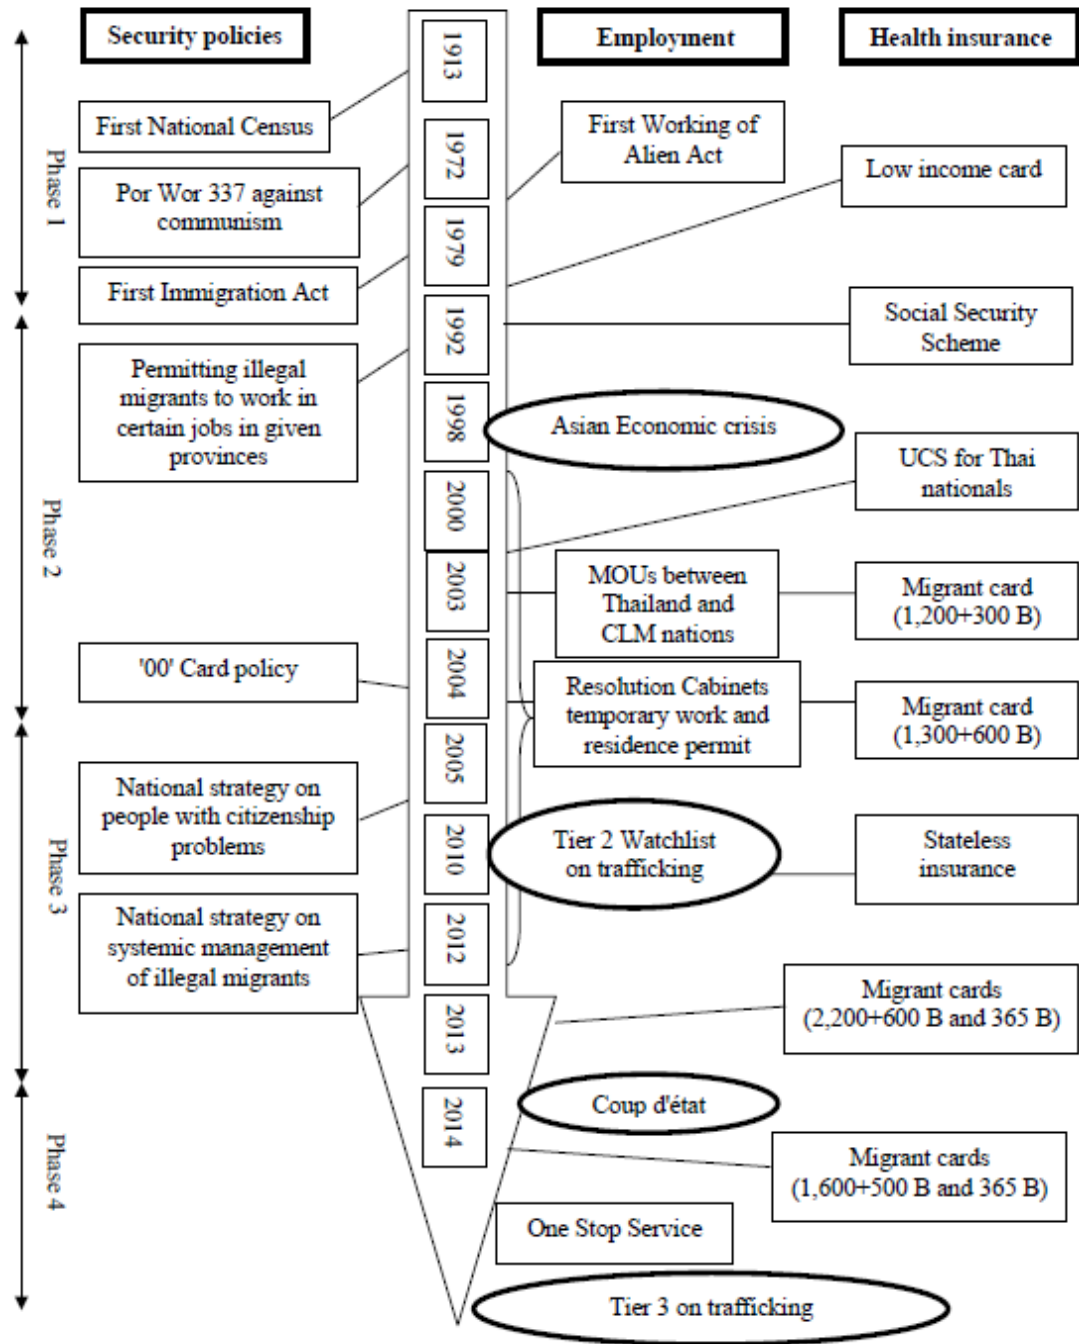 Security policies
Employment
Health insurance
1913
First National Census
First Working of
Alien Act
1972
Low income card
Por Wor 337 against
communism
1979
First Immigration Act
Phase 1
1992
Social Security
Scheme
Permitting illegal
migrants to work in
certain jobs in given
provinces
1998
Asian Economic crisis
UCS for Thai
nationals
2000
Phase 2
2003
MOUs between
Thailand and
CLM nations
Migrant card
(1,200+300 B)
'00' Card policy
2004
Resolution Cabinets
temporary work and
residence permit
Migrant card
(1,300+600 B)
2005
National strategy on
people with citizenship
problems
2010
Tier 2 Watchlist
on trafficking
Stateless
insurance
Phase 3
National strategy on
systemic management
of illegal migrants
2012
2013
Migrant cards
(2,200+600 B and 365 B)
2014
Coup d'état
Phase 4
Migrant cards
(1,600+500 B and 365 B)
One Stop Service
Tier 3 on trafficking